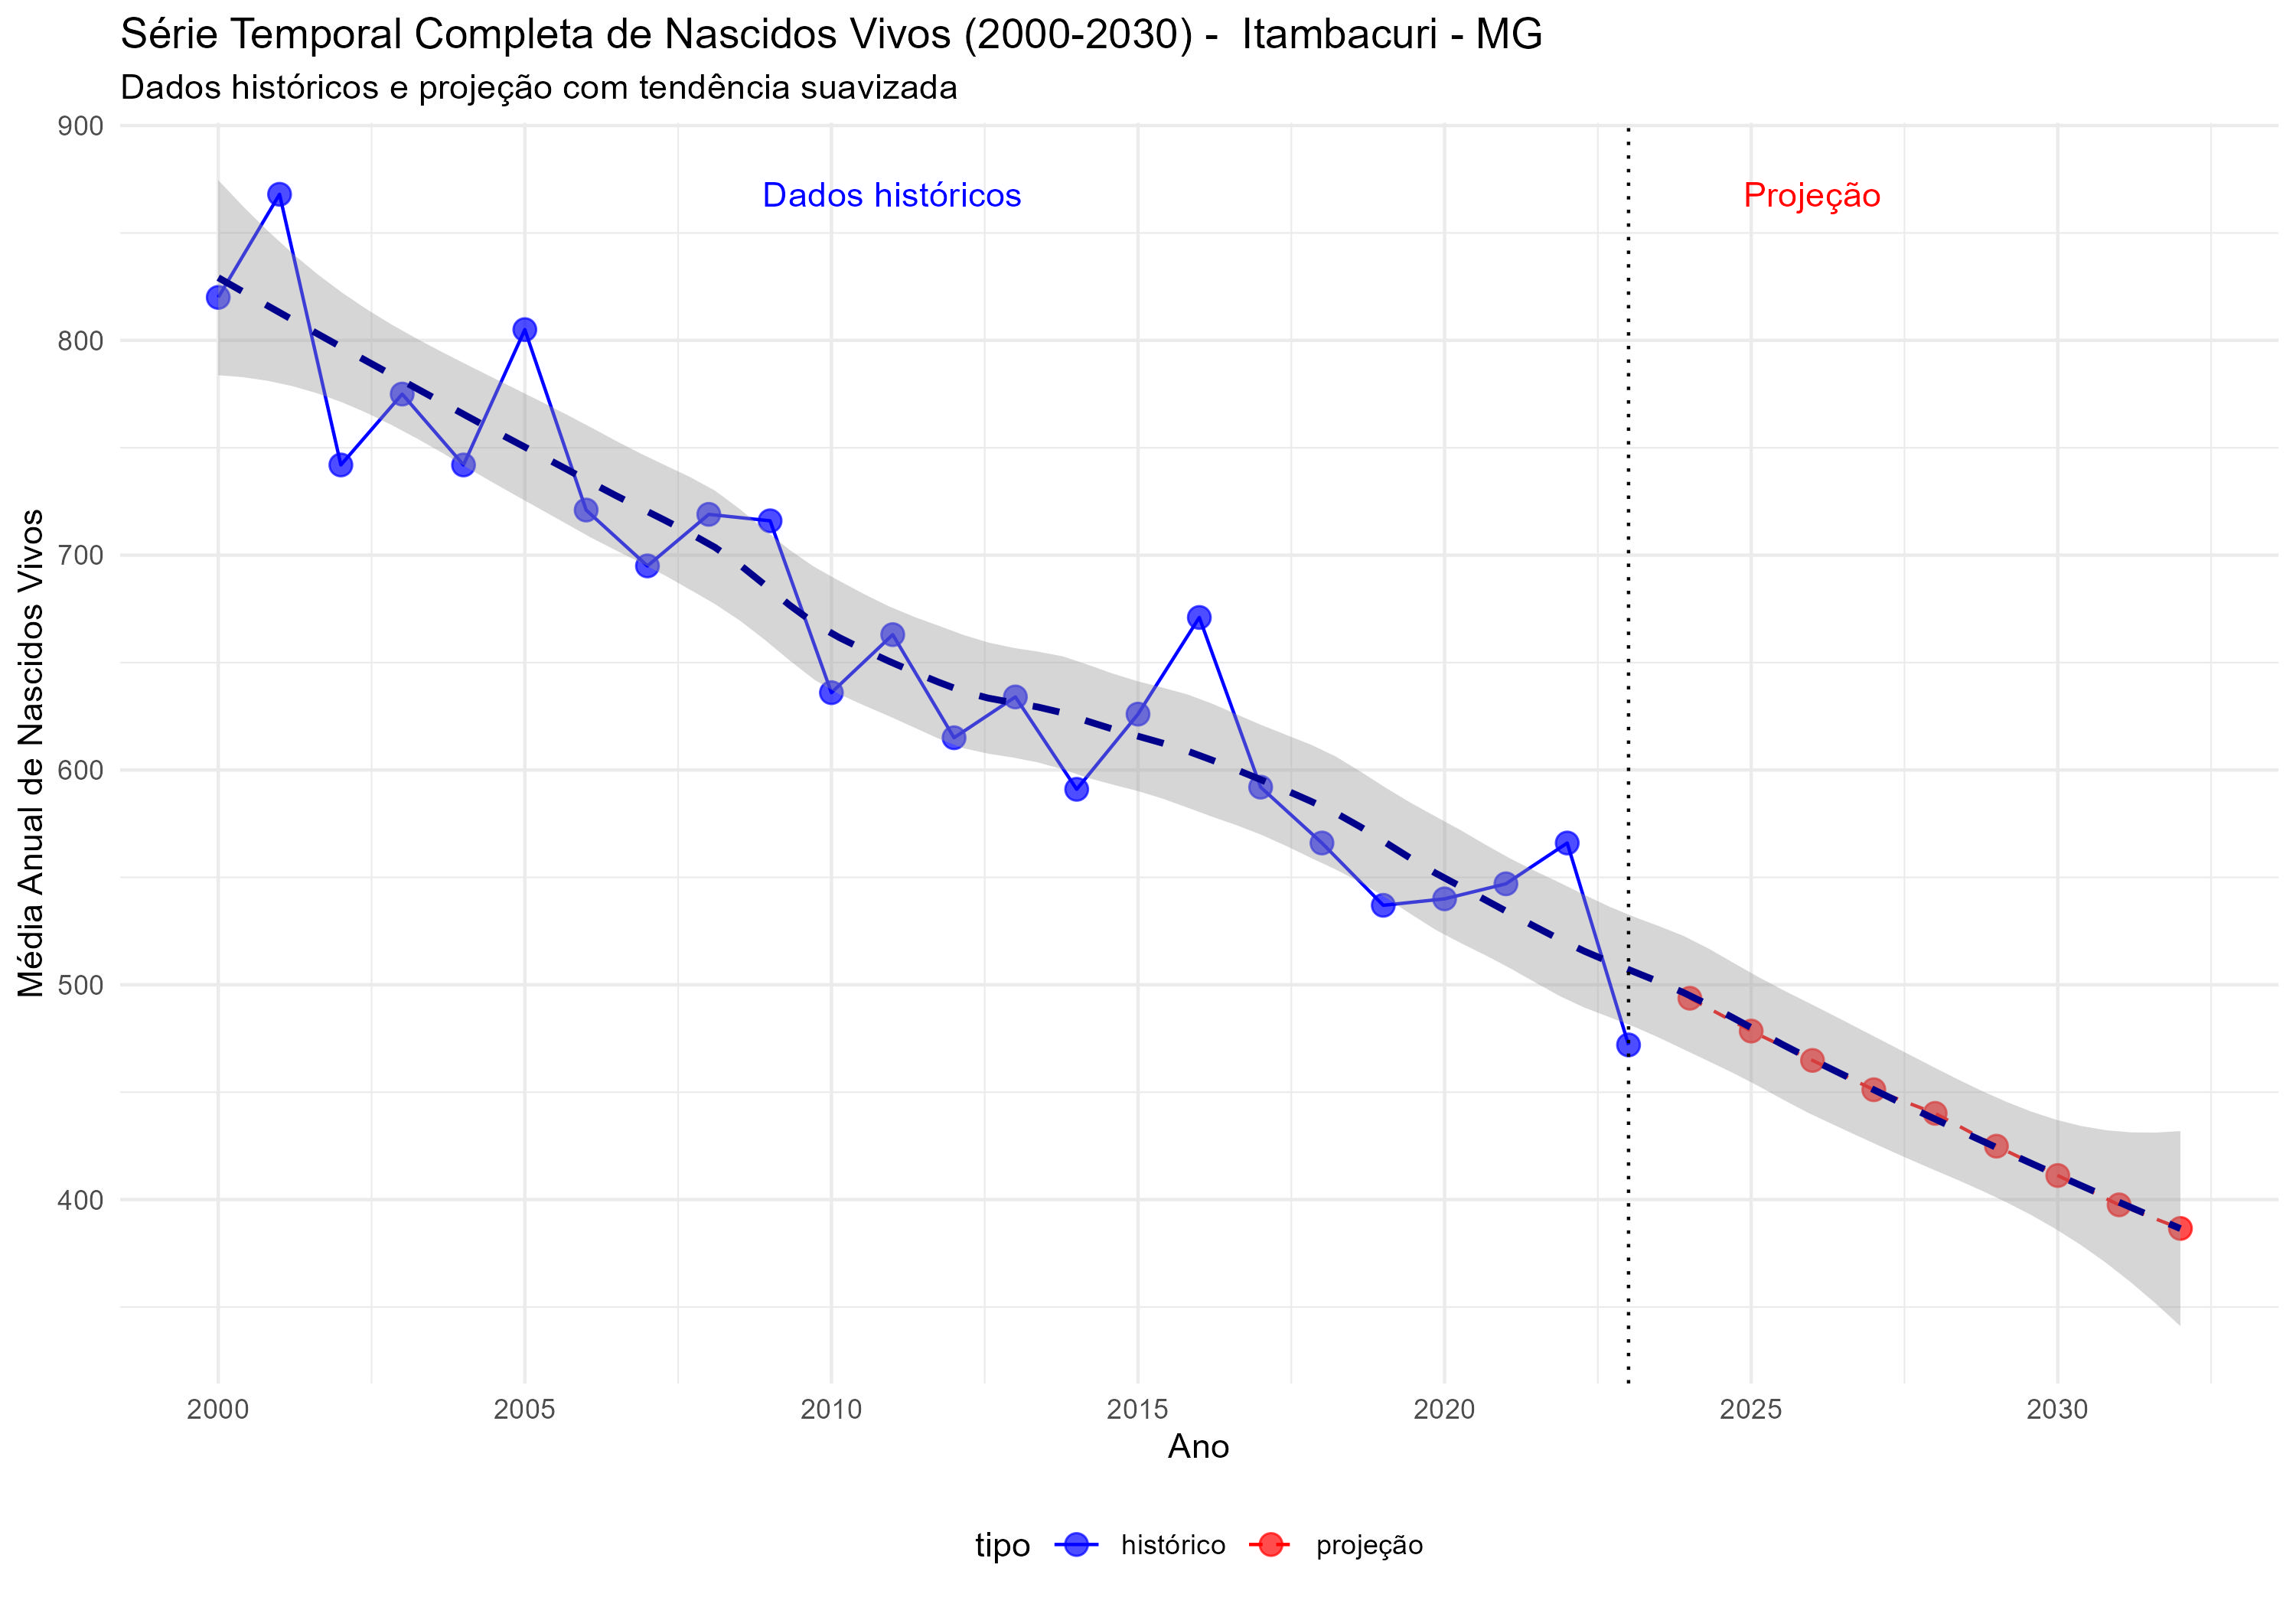 Série Temporal Completa de Nascidos Vivos (2000-2030) -  Itambacuri - MG
Dados históricos e projeção com tendência suavizada
Média Anual de Nascidos Vivos
900
800
700
600
500
400
Dados históricos
Projeção
2000
2005
2010
2015
2020
2025
2030
Ano
tipo
histórico
projeção